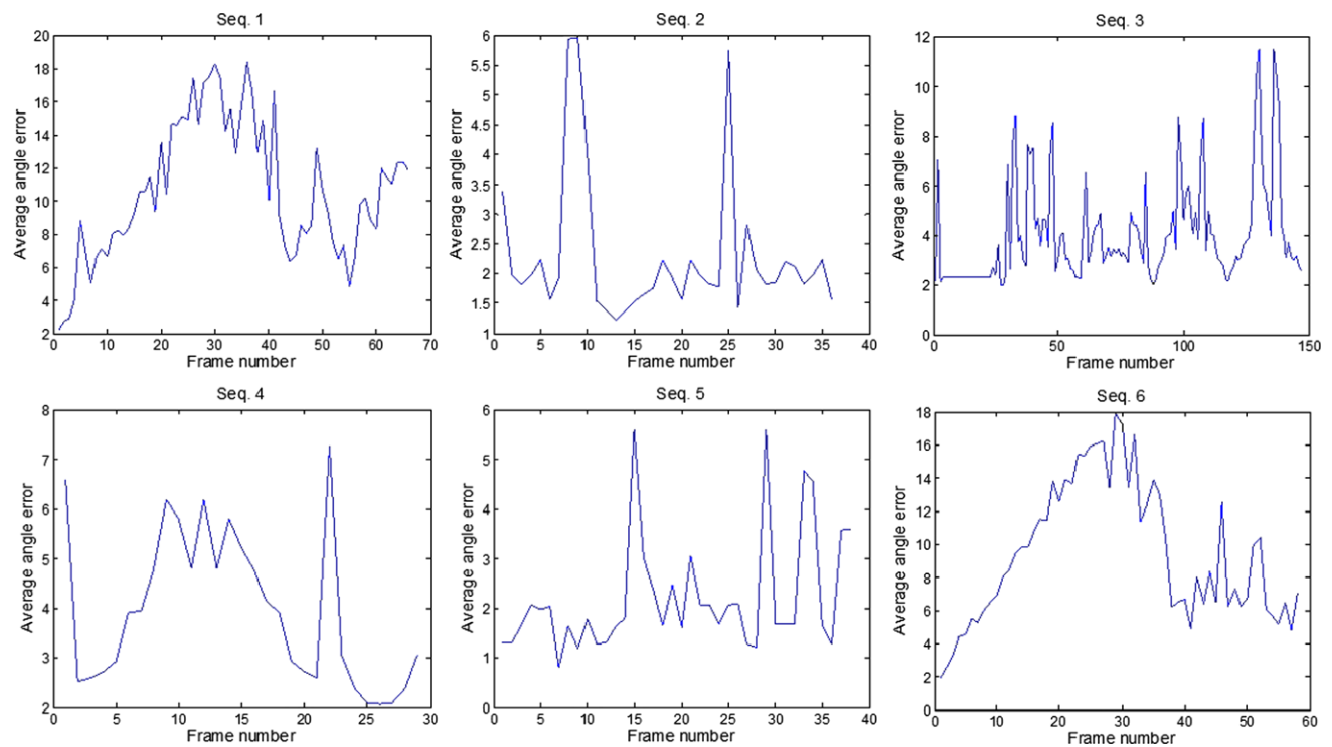 Seq. 1
20
18
16
14
12
10
8
6
4
2
Average angle error
0 10 20 30 40 50 60 70
Frame number
Seq. 2
6
5.5
5
4.5
4
3.5
3
2.5
2
1.5
1
Average angle error
0 5 10 15 20 25 30 35 40
Frame number
Seq. 3
12
10
8
6
4
2
0
Average angle error
0 50 100 150
Frame number
Seq. 4
8
7
6
5
4
3
2
Average angle error
0 5 10 15 20 25 30
Frame number
Seq. 5
6
5
4
3
2
1
0
Average angle error
0 5 10 15 20 25 30 35 40
Frame number
Seq. 6
18
16
14
12
10
8
6
4
2
0
Average angle error
0 10 20 30 40 50 60
Frame number